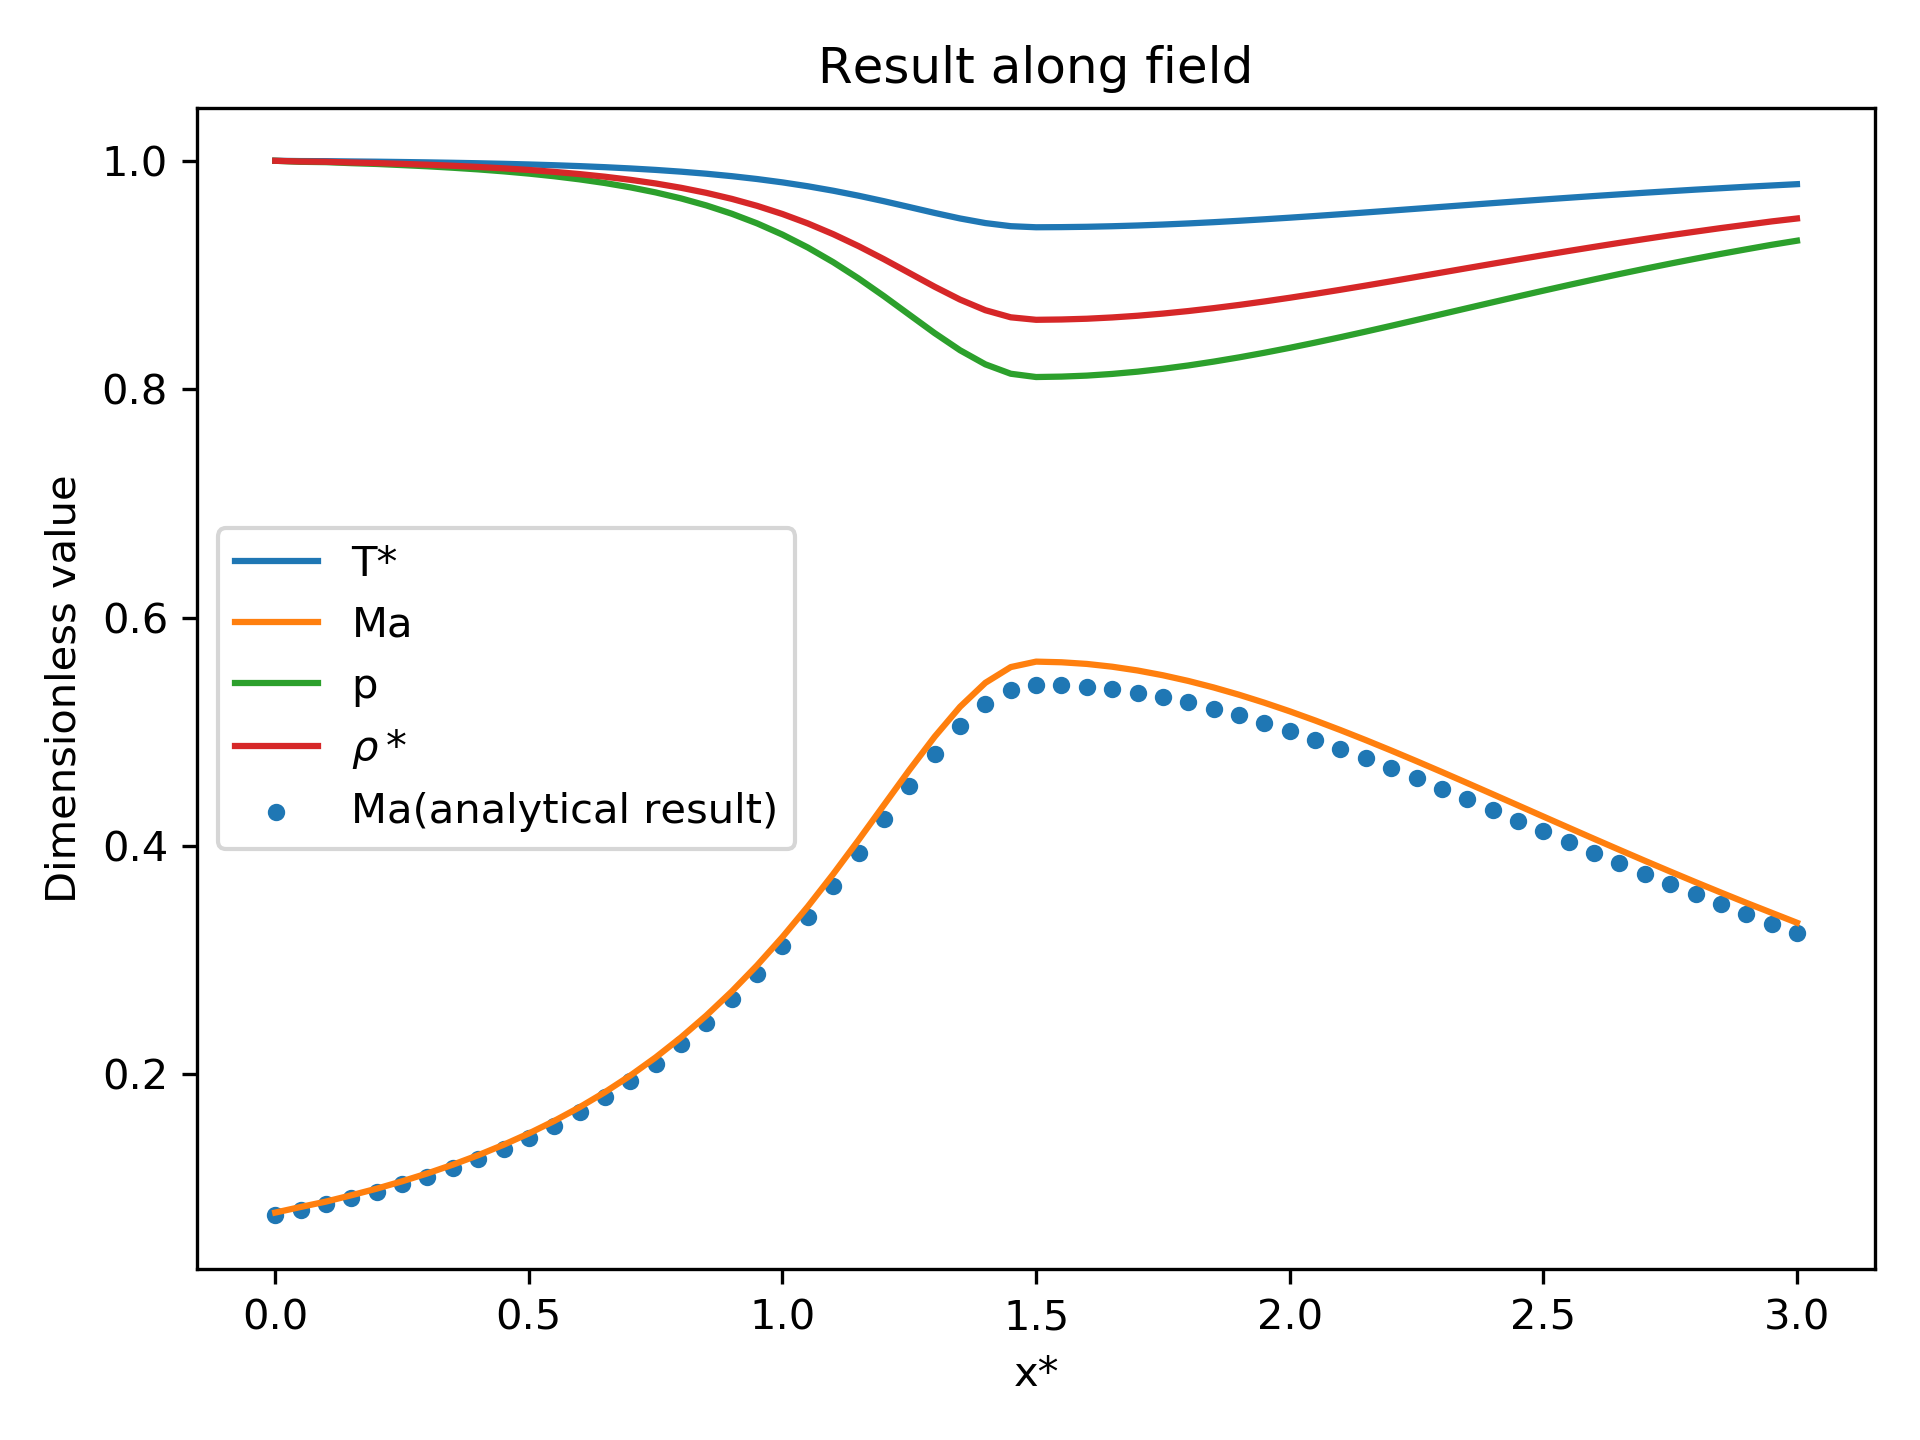 Result along field
Dimensionless value
1.0
0.8
0.6
0.4
0.2
T*
Ma
p
ρ*
Ma(analytical result)
0.0 0.5 1.0 1.5 2.0 2.5 3.0
x*